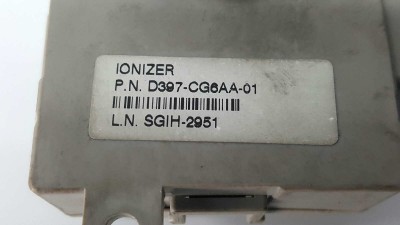 IONIZER
P.N. D397-CG6AA-01
L.N. SGIH-2951